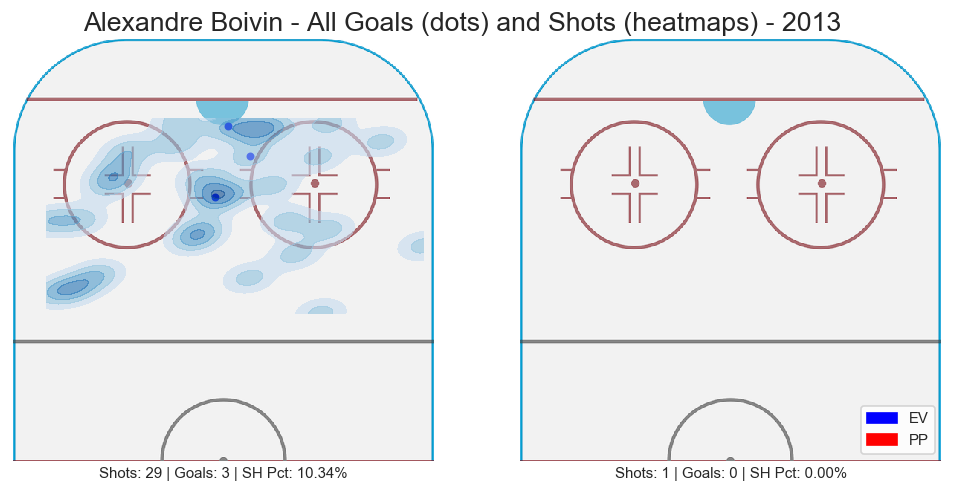 Alexandre Boivin - All Goals (dots) and Shots (heatmaps) - 2013
EV
PP
Shots: 29 | Goals: 3 | SH Pct: 10.34%
Shots: 1 | Goals: 0 | SH Pct: 0.00%